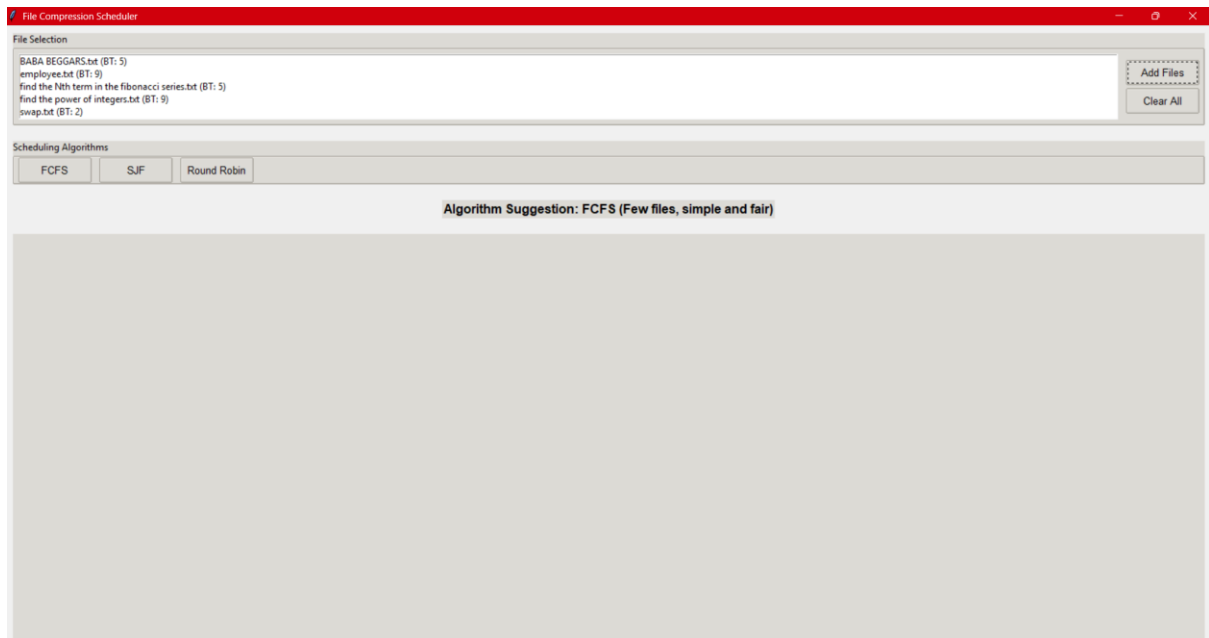 File Compression Scheduler
File Selection
BABA BEGGARS.txt (BT: 5)
employee.txt (BT: 9)
find the Nth term in the fibonacci series.txt (BT: 5)
find the power of integers.txt (BT: 9)
swap.txt (BT: 2)
Add Files
Clear All
Scheduling Algorithms
FCFS SJF Round Robin
Algorithm Suggestion: FCFS (Few files, simple and fair)